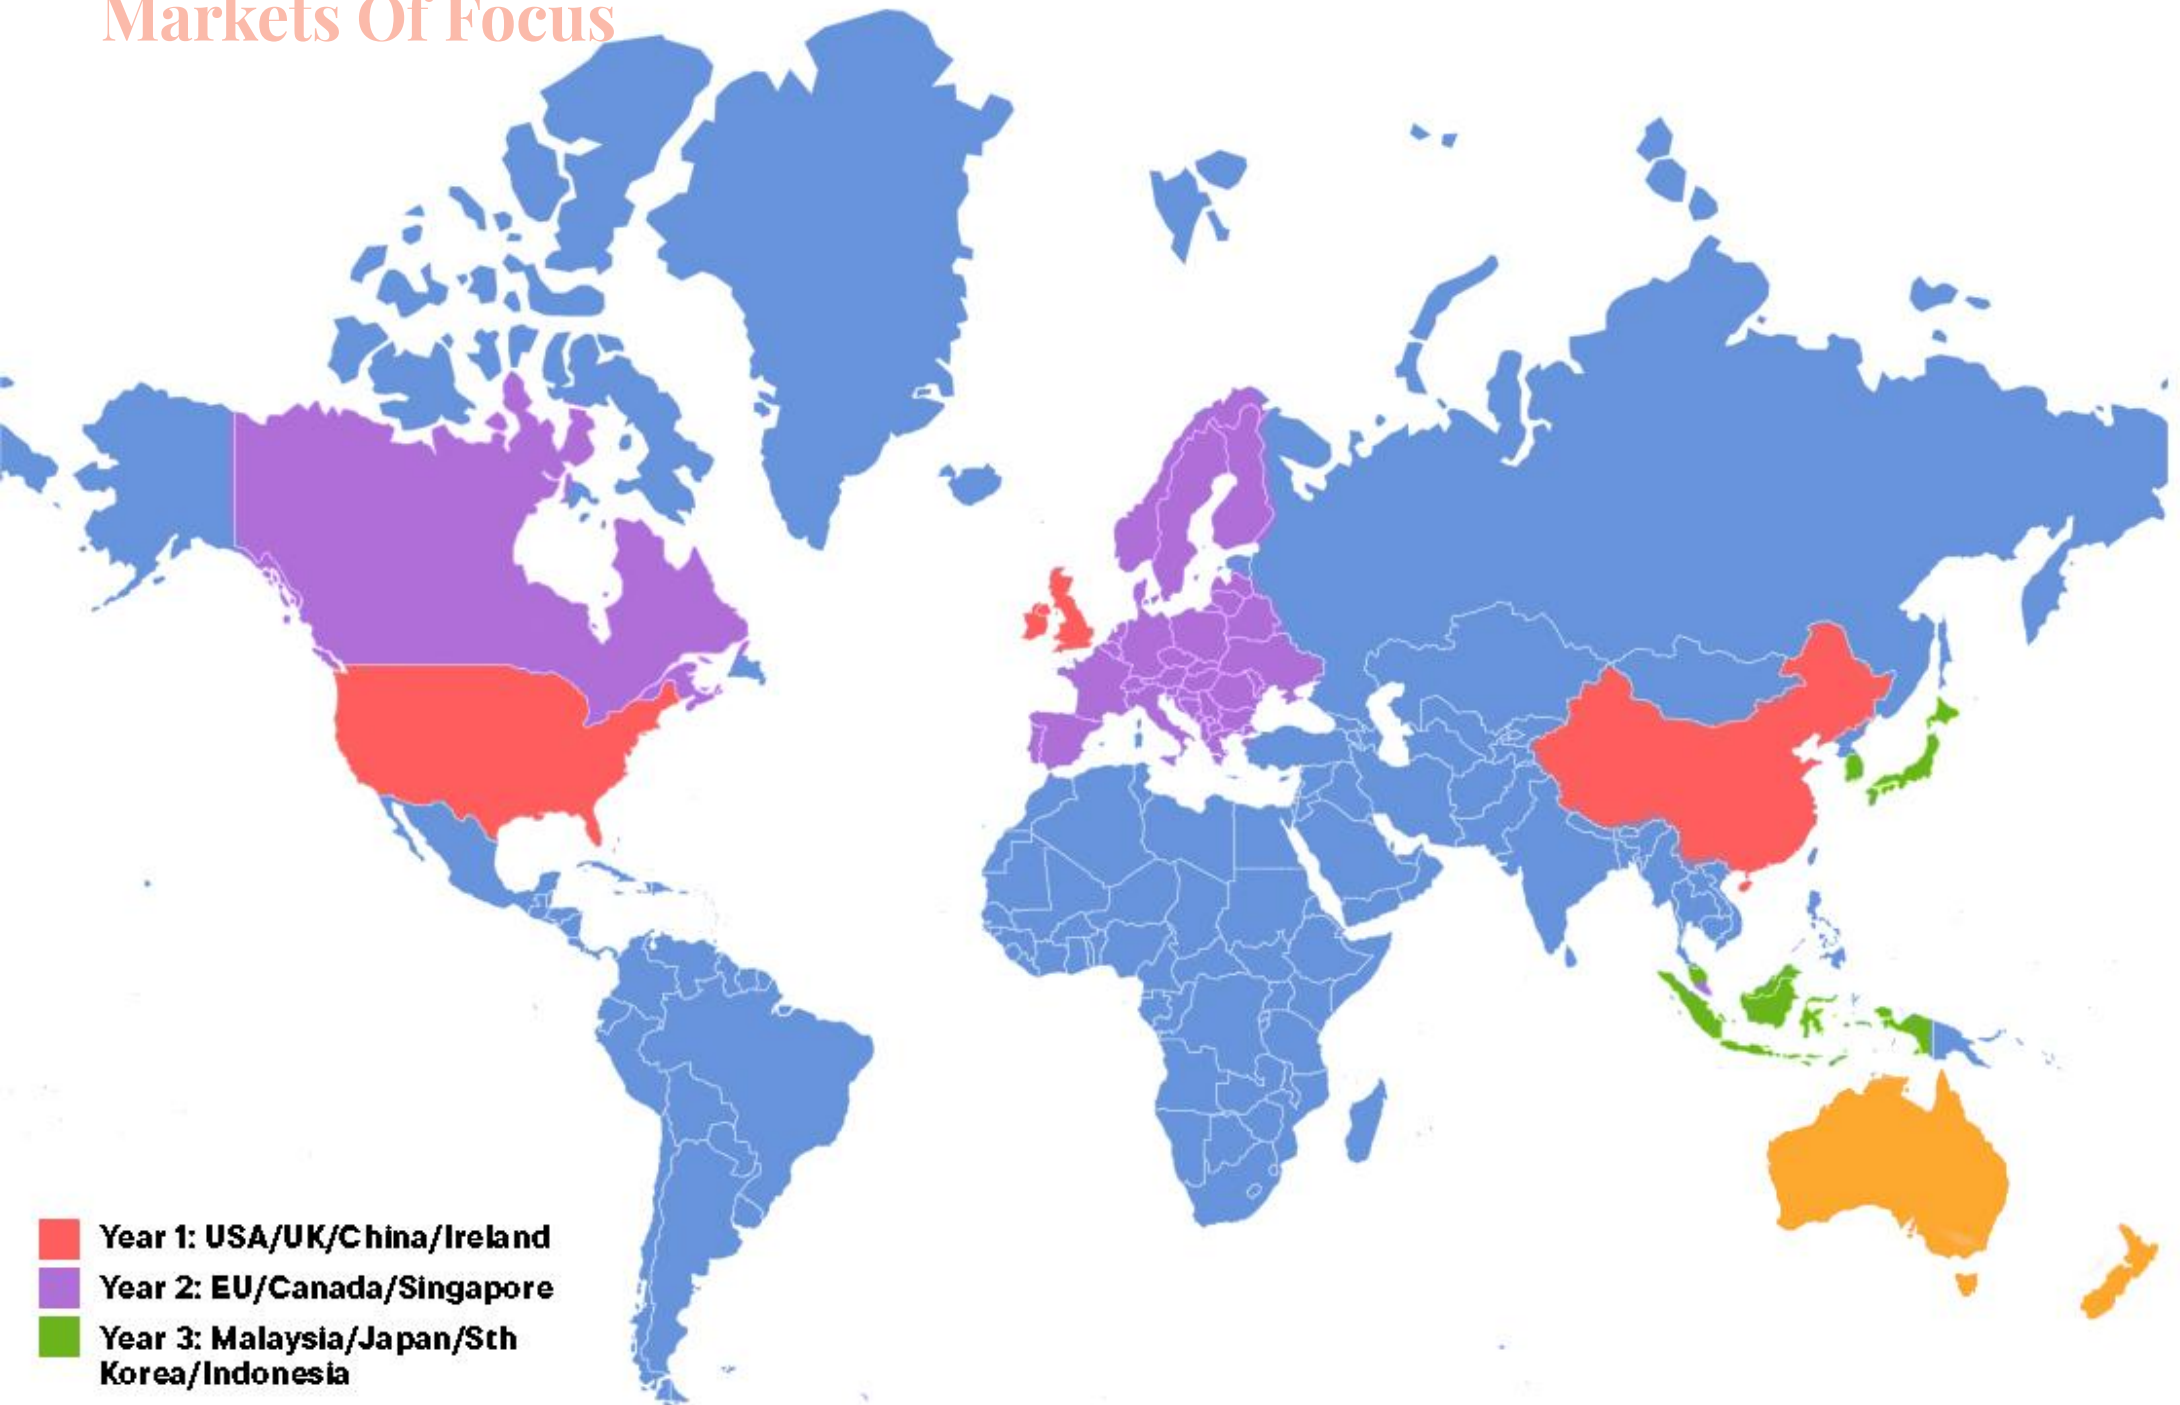 Markets Of Focus
Year 1: USA/UK/China/Ireland
Year 2: EU/Canada/Singapore
Year 3: Malaysia/Japan/Sth
Korea/Indonesia